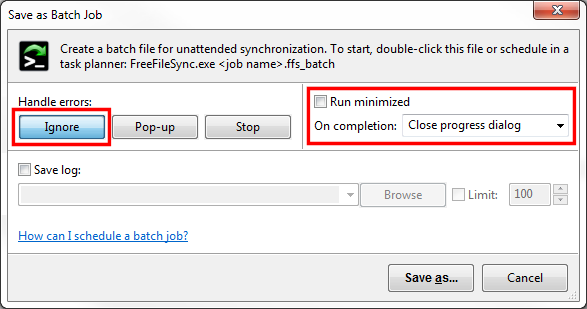 Save as Batch Job
Create a batch file for unattended synchronization. To start, double-click this file or schedule in a
task planner: FreeFileSync.exe <job name>.ffs_batch
Handle errors:
Ignore Pop-up Stop
Run minimized
On completion: Close progress dialog
Save log:
Browse Limit: 100
How can I schedule a batch job?
Save as... Cancel